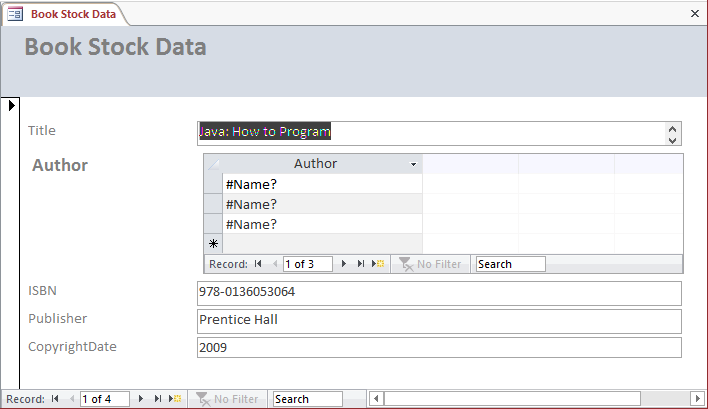 Book Stock Data
Book Stock Data
Title Java: How to Program
Author
Author
#Name?
#Name?
#Name?
Record: 1 of 3 No Filter Search
ISBN 978-0136053064
Publisher Prentice Hall
CopyrightDate 2009
Record: 1 of 4 No Filter Search